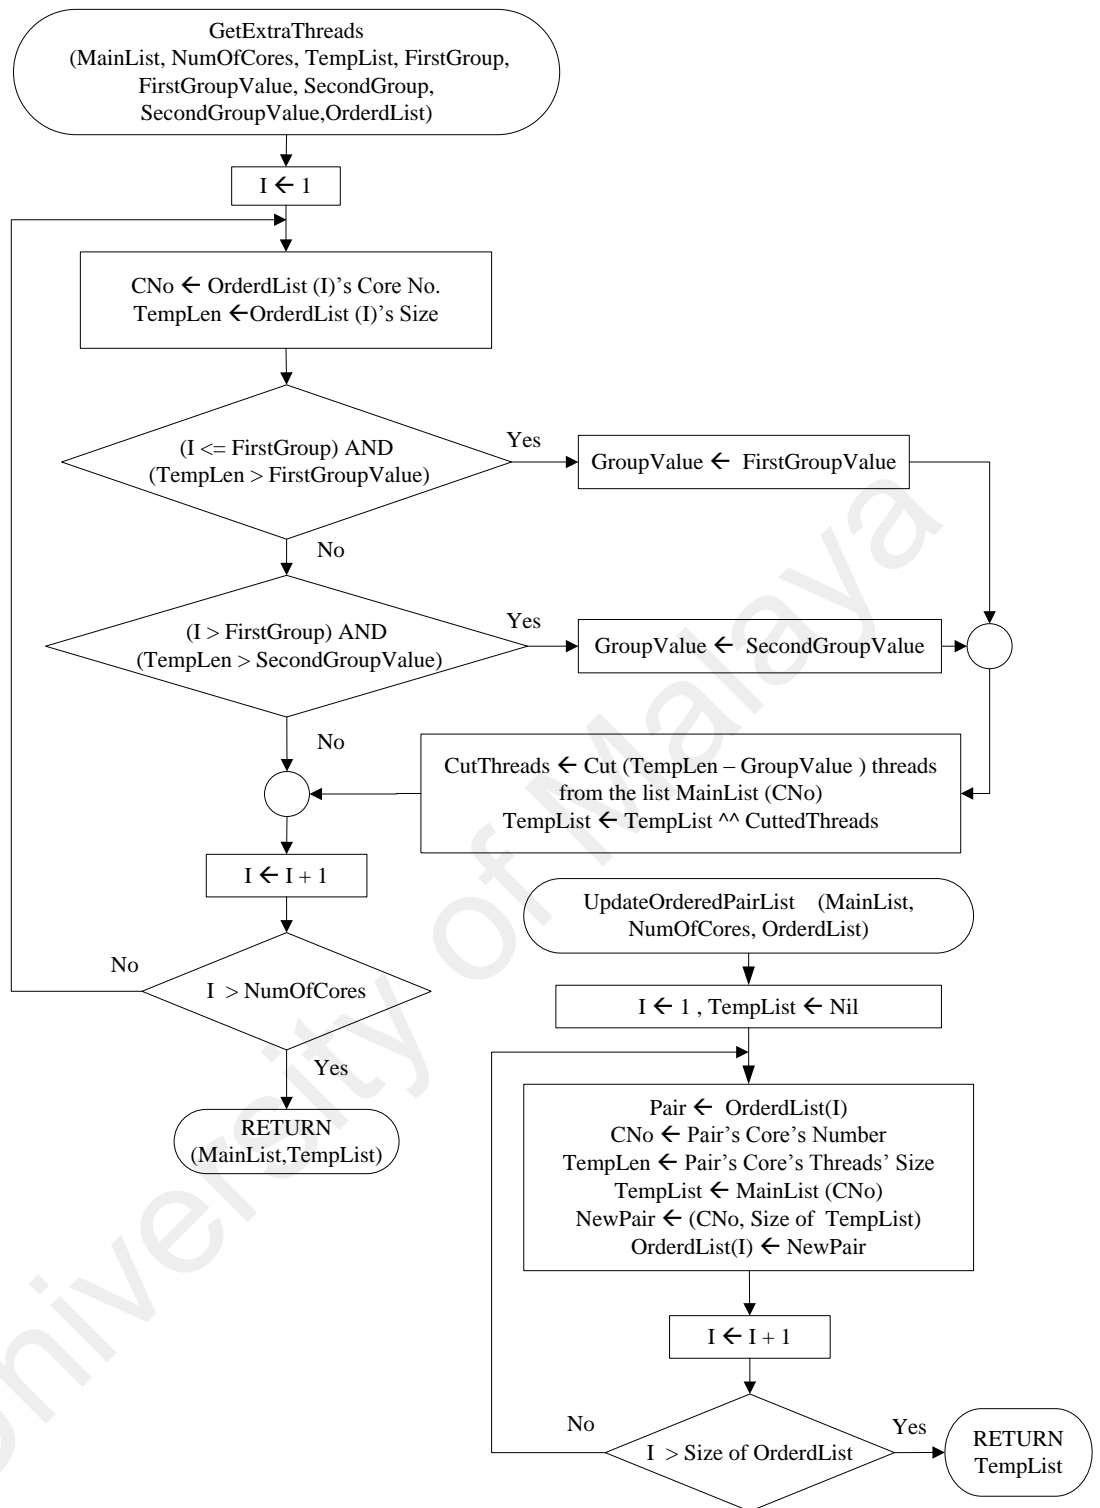 GetExtraThreads
(MainList, NumOfCores, TempList, FirstGroup,
FirstGroupValue, SecondGroup,
SecondGroupValue,OrderdList)
I ← 1
CNo ← OrderdList (I)’s Core No.
TempLen ←OrderdList (I)’s Size
(I <= FirstGroup) AND
(TempLen > FirstGroupValue)
Yes
GroupValue ← FirstGroupValue
No
(I > FirstGroup) AND
(TempLen > SecondGroupValue)
Yes
GroupValue ← SecondGroupValue
No
CutThreads ← Cut (TempLen – GroupValue ) threads
from the list MainList (CNo)
TempList ← TempList ^^ CuttedThreads
I ← I + 1
I > NumOfCores
No
Yes
RETURN
(MainList,TempList)
UpdateOrderedPairList (MainList,
NumOfCores, OrderdList)
I ← 1 , TempList ← Nil
Pair ← OrderdList(I)
CNo ← Pair’s Core’s Number
TempLen ← Pair’s Core’s Threads’ Size
TempList ← MainList (CNo)
NewPair ← (CNo, Size of TempList)
OrderdList(I) ← NewPair
I ← I + 1
I > Size of OrderdList
No
Yes
RETURN
TempList
University of Malaya